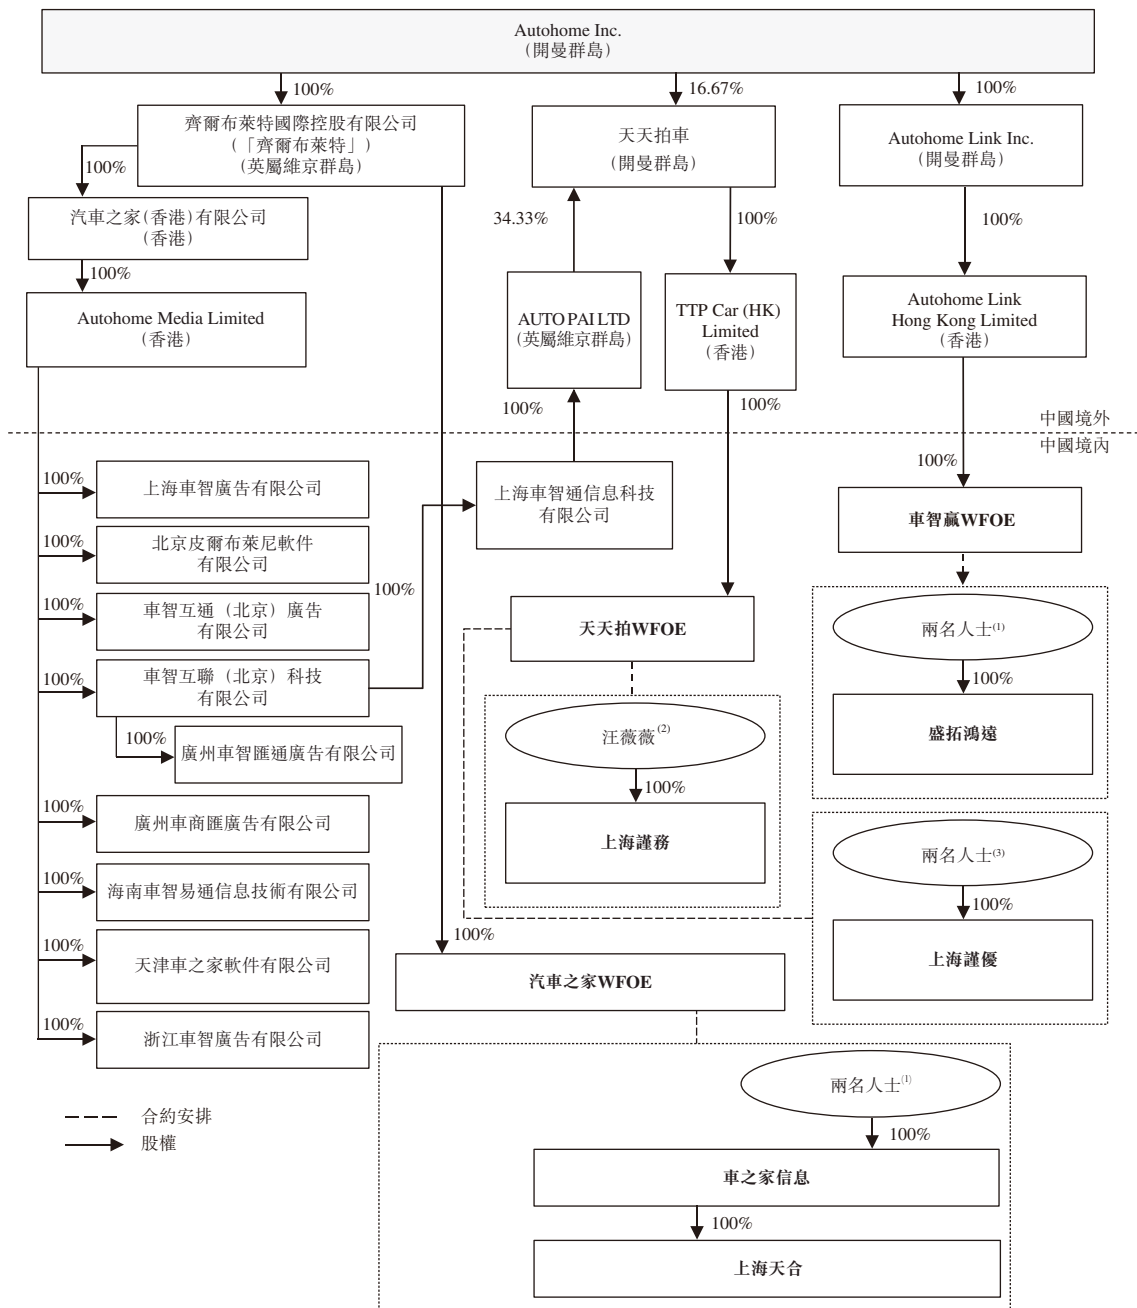 Autohome Inc.
(開曼群島)
100%
16.67%
100%
齊爾布萊特國際控股有限公司
(「齊爾布萊特」)
(英屬維京群島)
天天拍車
(開曼群島)
Autohome Link Inc.
(開曼群島)
100%
汽車之家(香港)有限公司
(香港)
34.33%
100%
100%
100%
Autohome Media Limited
(香港)
AUTO PAI LTD
(英屬維京群島)
TTP Car (HK)
Limited
(香港)
Autohome Link
Hong Kong Limited
(香港)
100%
100%
中國境外
中國境內
100%
100%
上海車智廣告有限公司
上海車智通信息科技
有限公司
車智贏WFOE
100%
北京皮爾布萊尼軟件
有限公司
100%
100%
車智互通（北京）廣告
有限公司
天天拍WFOE
兩名人士(1)
100%
100%
車智互聯（北京）科技
有限公司
盛拓鴻遠
100%
廣州車智匯通廣告有限公司
汪薇薇(2)
100%
100%
廣州車商匯廣告有限公司
上海謹務
兩名人士(3)
100%
100%
海南車智易通信息技術有限公司
100%
天津車之家軟件有限公司
100%
汽車之家WFOE
上海謹優
100%
浙江車智廣告有限公司
兩名人士(1)
合約安排
股權
100%
車之家信息
100%
上海天合